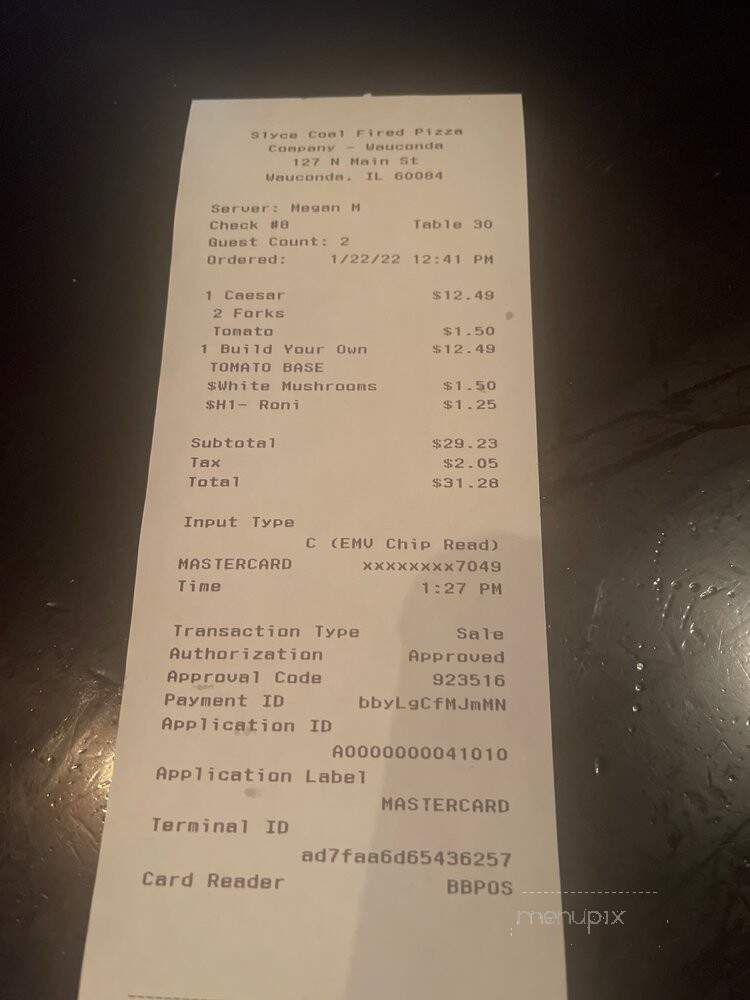 Slyce Coal Fired Pizza
Company - Wauconda
127 N Main St
Wauconda, IL 60084
Server: Megan M
Check #8 Table 30
Guest Count: 2
Ordered: 1/22/22 12:41 PM
1 Caesar $12.49
2 Forks
Tomato $1.50
1 Build Your Own $12.49
TOMATO BASE
$White Mushrooms $1.50
$H1- Roni $1.25
Subtotal $29.23
Tax $2.05
Total $31.28
Input Type
C (EMV Chip Read)
MASTERCARD xxxxxxxx7049
Time 1:27 PM
Transaction Type Sale
Authorization Approved
Approval Code 923516
Payment ID bbyLgCfMJmMN
Application ID
A0000000041010
Application Label
MASTERCARD
Terminal ID
ad7faa6d65436257
Card Reader BBPOS
menupix